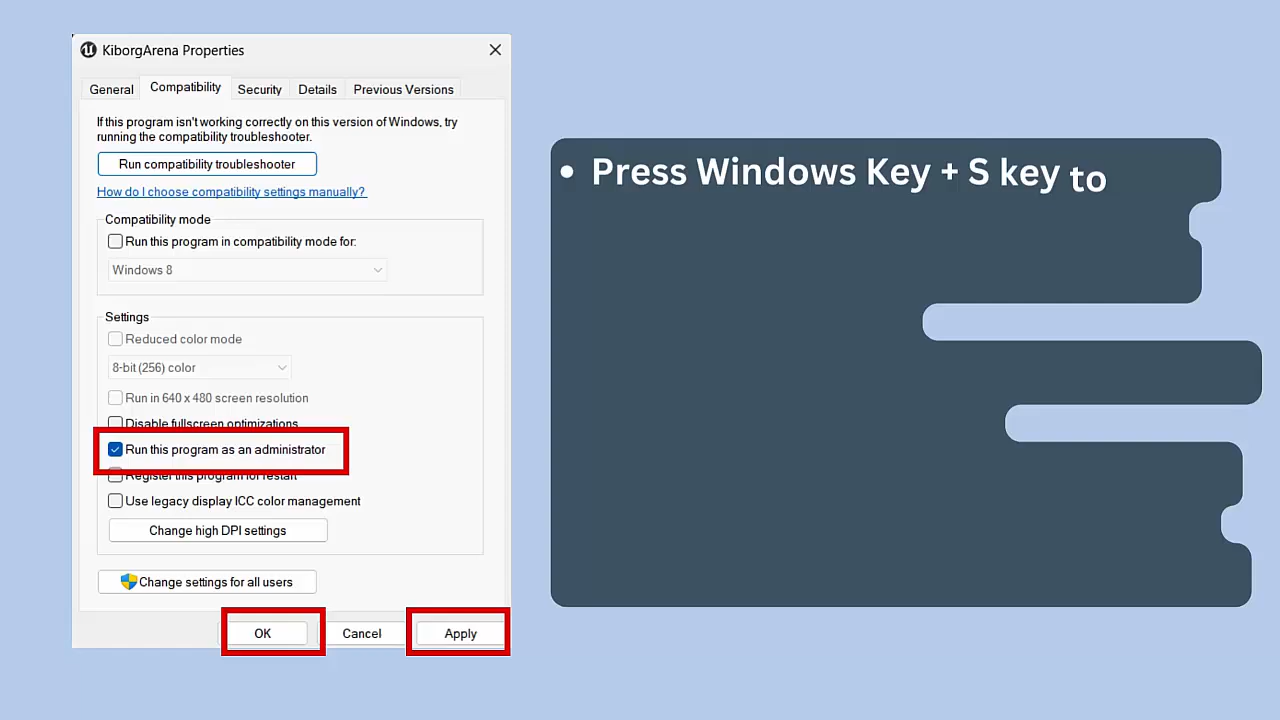 KiborgArena Properties
General
Compatibility
Security
Details
Previous Versions
If this program isn't working correctly on this version of Windows, try
running the compatibility troubleshooter.
Run compatibility troubleshooter
How do I choose compatibility settings manually?
Compatibility mode
Run this program in compatibility mode for:
Windows 8
Settings
Reduced color mode
8-bit (256) color
Run in 640 x 480 screen resolution
Disable fullscreen optimizations
Run this program as an administrator
Register this program for restart
Use legacy display ICC color management
Change high DPI settings
Change settings for all users
OK
Cancel
Apply
• Press Windows Key + S key to